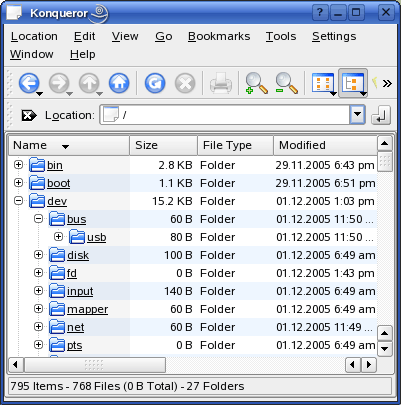 Konqueror
Location Edit View Go Bookmarks Tools Settings
Window Help
Location: /
Name Size File Type Modified
bin 2.8 KB Folder 29.11.2005 6:43 pm
boot 1.1 KB Folder 29.11.2005 6:51 pm
dev 15.2 KB Folder 01.12.2005 1:03 pm
bus 60 B Folder 01.12.2005 11:50 ...
usb 80 B Folder 01.12.2005 11:50 ...
disk 100 B Folder 01.12.2005 6:49 am
fd 0 B Folder 01.12.2005 1:43 pm
input 140 B Folder 01.12.2005 6:49 am
mapper 60 B Folder 01.12.2005 6:49 am
net 60 B Folder 01.12.2005 11:49 ...
pts 0 B Folder 01.12.2005 6:49 am
795 Items - 768 Files (0 B Total) - 27 Folders